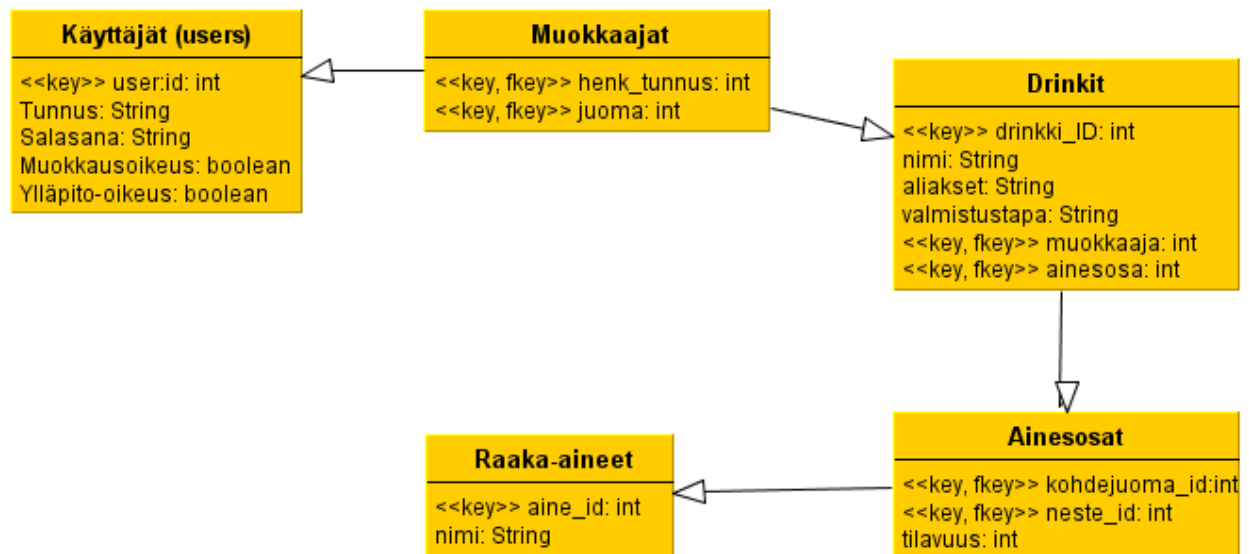 Käyttäjät (users)
<<key>> user:id: int
Tunnus: String
Salasana: String
Muokkausoikeus: boolean
Ylläpito-oikeus: boolean
Muokkaajat
<<key, fkey>> henk_tunnus: int
<<key, fkey>> juoma: int
Drinkit
<<key>> drinkki_ID: int
nimi: String
aliakset: String
valmistustapa: String
<<key, fkey>> muokkaaja: int
<<key, fkey>> ainesosa: int
Raaka-aineet
<<key>> aine_id: int
nimi: String
Ainesosat
<<key, fkey>> kohdejuoma_id:int
<<key, fkey>> neste_id: int
tilavuus: int